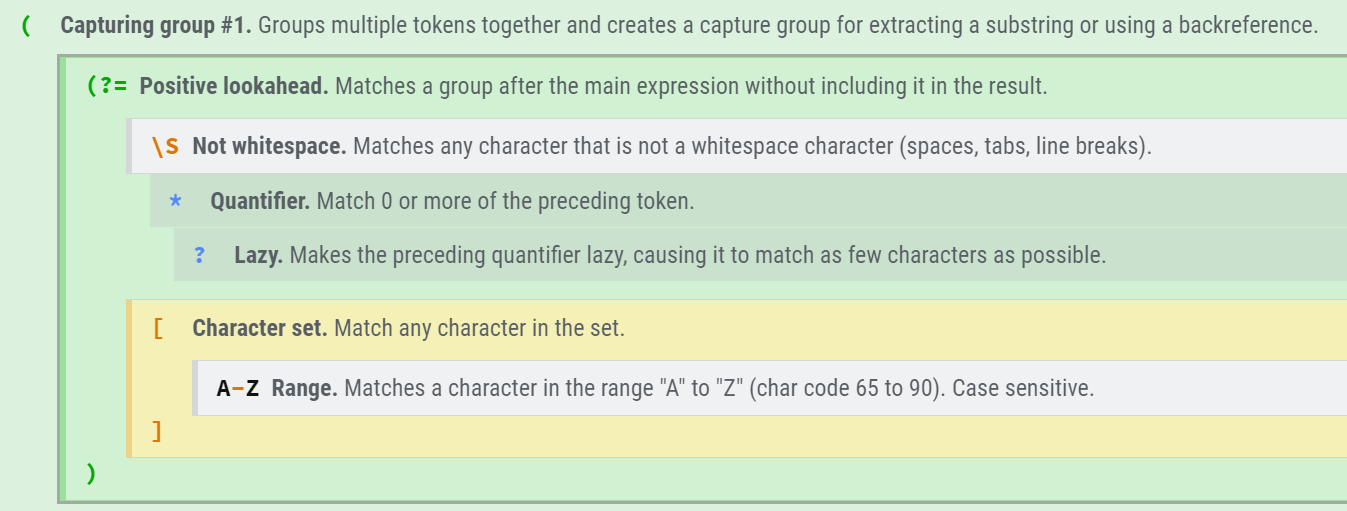 ( Capturing group #1. Groups multiple tokens together and creates a capture group for extracting a substring or using a backreference.
(?= Positive lookahead. Matches a group after the main expression without including it in the result.
\S Not whitespace. Matches any character that is not a whitespace character (spaces, tabs, line breaks).
* Quantifier. Match 0 or more of the preceding token.
? Lazy. Makes the preceding quantifier lazy, causing it to match as few characters as possible.
[ Character set. Match any character in the set.
A-Z Range. Matches a character in the range "A" to "Z" (char code 65 to 90). Case sensitive.
]
)